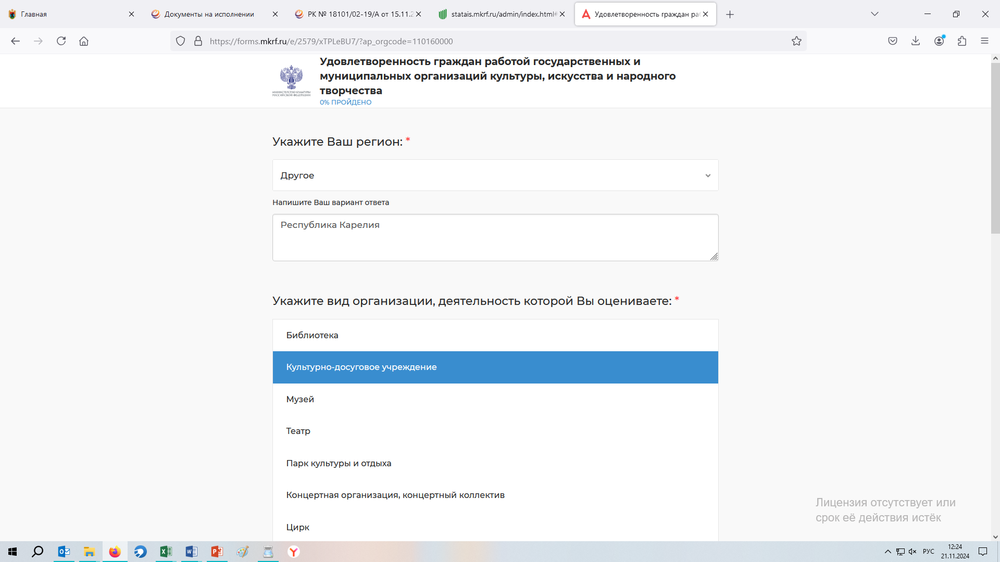 Главная
Документы на исполнении
РК № 18101/02-19/А от 15.11.2
statais.mkrf.ru/admin/index.html#
Удовлетворенность граждан ра
https://forms.mkrf.ru/e/2579/xTPLeBU7/?ap_orgcode=110160000
МИНИСТЕРСТВО КУЛЬТУРЫ
РОССИЙСКОЙ ФЕДЕРАЦИИ
Удовлетворенность граждан работой государственных и
муниципальных организаций культуры, искусства и народного
творчества
0% ПРОЙДЕНО
Укажите Ваш регион: *
Другое
Напишите Ваш вариант ответа
Республика Карелия
Укажите вид организации, деятельность которой Вы оцениваете: *
Библиотека
Культурно-досуговое учреждение
Музей
Театр
Парк культуры и отдыха
Концертная организация, концертный коллектив
Цирк
Лицензия отсутствует или
срок её действия истёк
РУС
12:24
21.11.2024